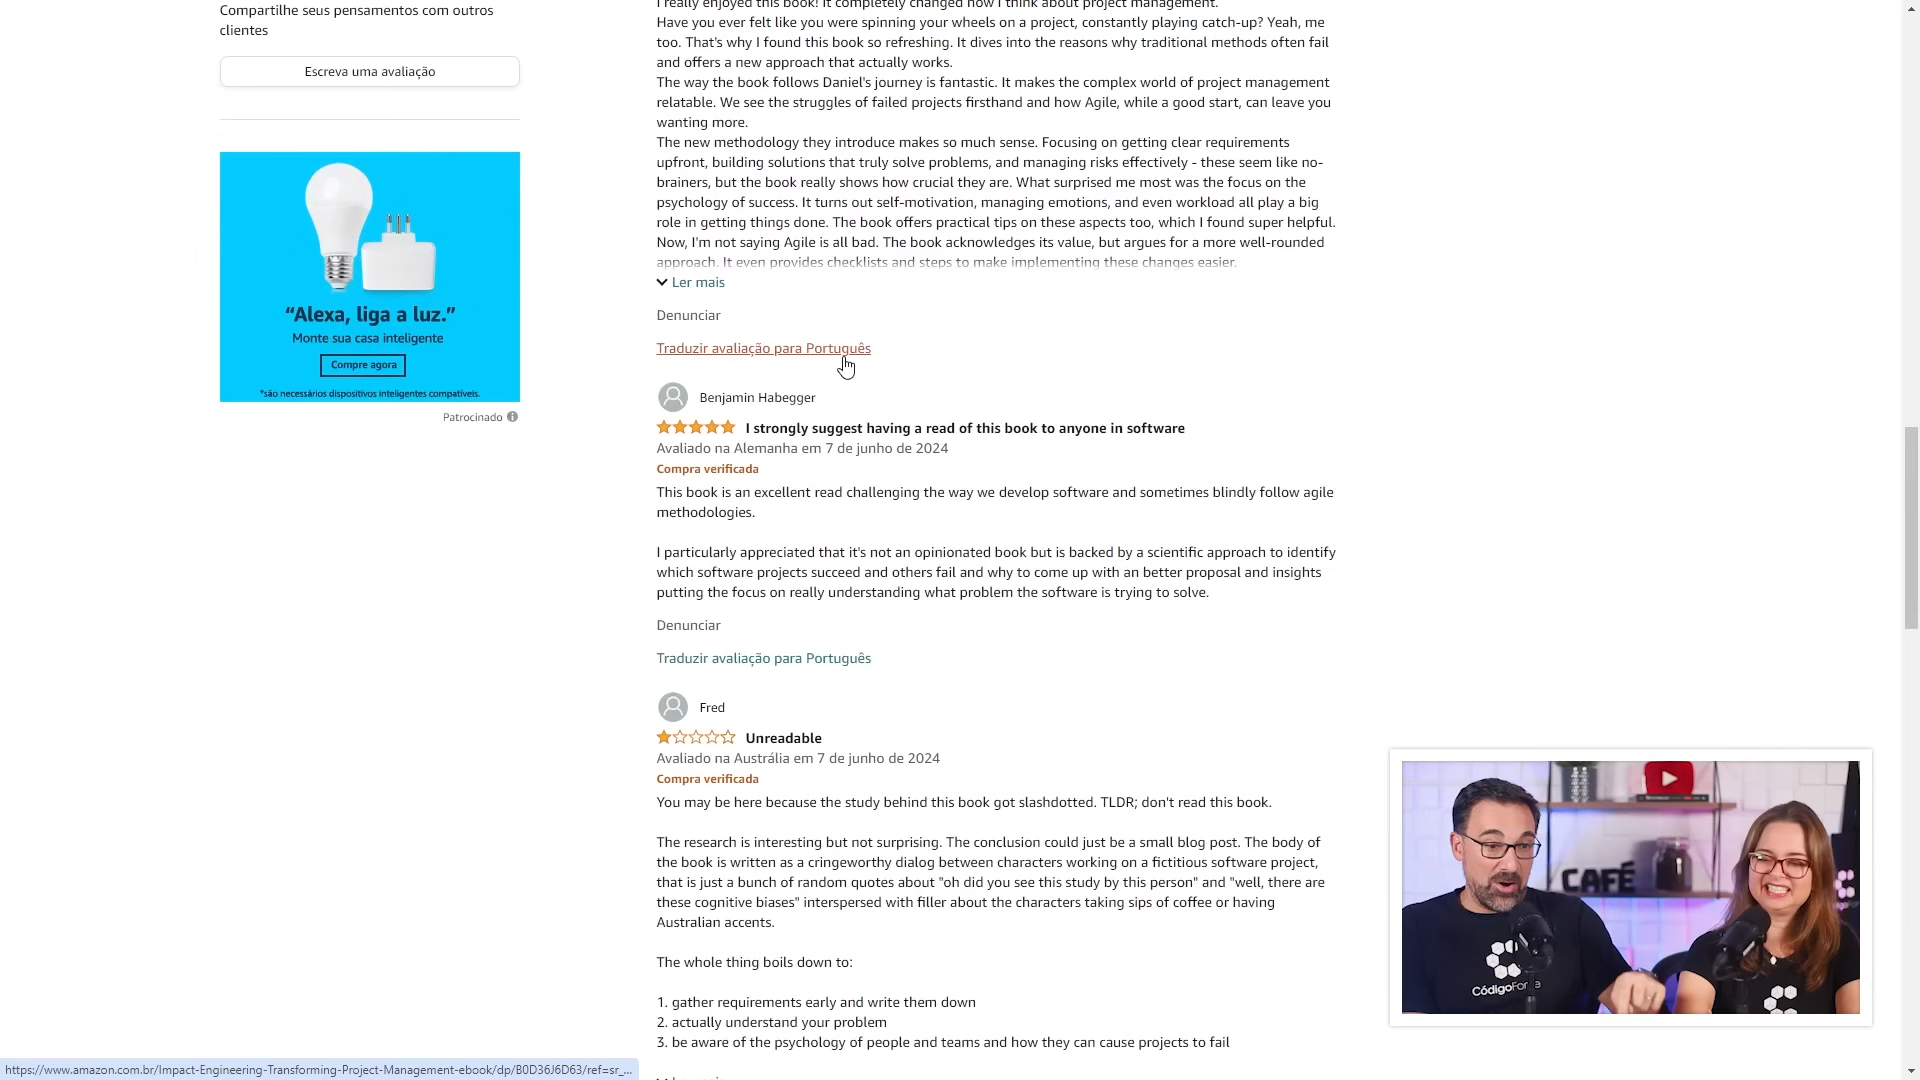 Compartilhe seus pensamentos com outros
clientes
Escreva uma avaliação
“Alexa, liga a luz.”
Monte sua casa inteligente
Compre agora
*são necessários dispositivos inteligentes compatíveis.
Patrocinado
I really enjoyed this book! It completely changed how I think about project management.
Have you ever felt like you were spinning your wheels on a project, constantly playing catch-up? Yeah, me
too. That's why I found this book so refreshing. It dives into the reasons why traditional methods often fail
and offers a new approach that actually works.
The way the book follows Daniel's journey is fantastic. It makes the complex world of project management
relatable. We see the struggles of failed projects firsthand and how Agile, while a good start, can leave you
wanting more.
The new methodology they introduce makes so much sense. Focusing on getting clear requirements
upfront, building solutions that truly solve problems, and managing risks effectively - these seem like no-
brainers, but the book really shows how crucial they are. What surprised me most was the focus on the
psychology of success. It turns out self-motivation, managing emotions, and even workload all play a big
role in getting things done. The book offers practical tips on these aspects too, which I found super helpful.
Now, I'm not saying Agile is all bad. The book acknowledges its value, but argues for a more well-rounded
approach. It even provides checklists and steps to make implementing these changes easier.
Ler mais
Denunciar
Traduzir avaliação para Português
Benjamin Habegger
I strongly suggest having a read of this book to anyone in software
Avaliado na Alemanha em 7 de junho de 2024
Compra verificada
This book is an excellent read challenging the way we develop software and sometimes blindly follow agile
methodologies.
I particularly appreciated that it's not an opinionated book but is backed by a scientific approach to identify
which software projects succeed and others fail and why to come up with an better proposal and insights
putting the focus on really understanding what problem the software is trying to solve.
Denunciar
Traduzir avaliação para Português
Fred
Unreadable
Avaliado na Austrália em 7 de junho de 2024
Compra verificada
You may be here because the study behind this book got slashdotted. TLDR; don't read this book.
The research is interesting but not surprising. The conclusion could just be a small blog post. The body of
the book is written as a cringeworthy dialog between characters working on a fictitious software project,
that is just a bunch of random quotes about "oh did you see this study by this person" and "well, there are
these cognitive biases" interspersed with filler about the characters taking sips of coffee or having
Australian accents.
The whole thing boils down to:
1. gather requirements early and write them down
2. actually understand your problem
3. be aware of the psychology of people and teams and how they can cause projects to fail
CAFÉ
https://www.amazon.com.br/Impact-Engineering-Transforming-Project-Management-ebook/dp/B0D36J6D63/ref=sr_...